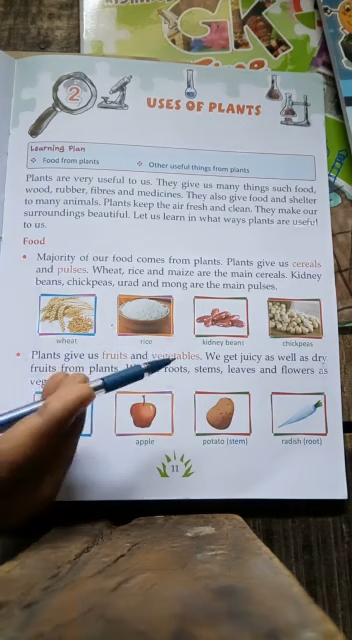 GK
2
USES OF PLANTS
Learning Plan
❖ Food from plants ❖ Other useful things from plants
Plants are very useful to us. They give us many things such food,
wood, rubber, fibres and medicines. They also give food and shelter
to many animals. Plants keep the air fresh and clean. They make our
surroundings beautiful. Let us learn in what ways plants are useful
to us.
Food
• Majority of our food comes from plants. Plants give us cereals
and pulses. Wheat, rice and maize are the main cereals. Kidney
beans, chickpeas, urad and mong are the main pulses.
wheat rice kidney beans chickpeas
• Plants give us fruits and vegetables. We get juicy as well as dry
fruits from plants. roots, stems, leaves and flowers as
apple potato (stem) radish (root)
11